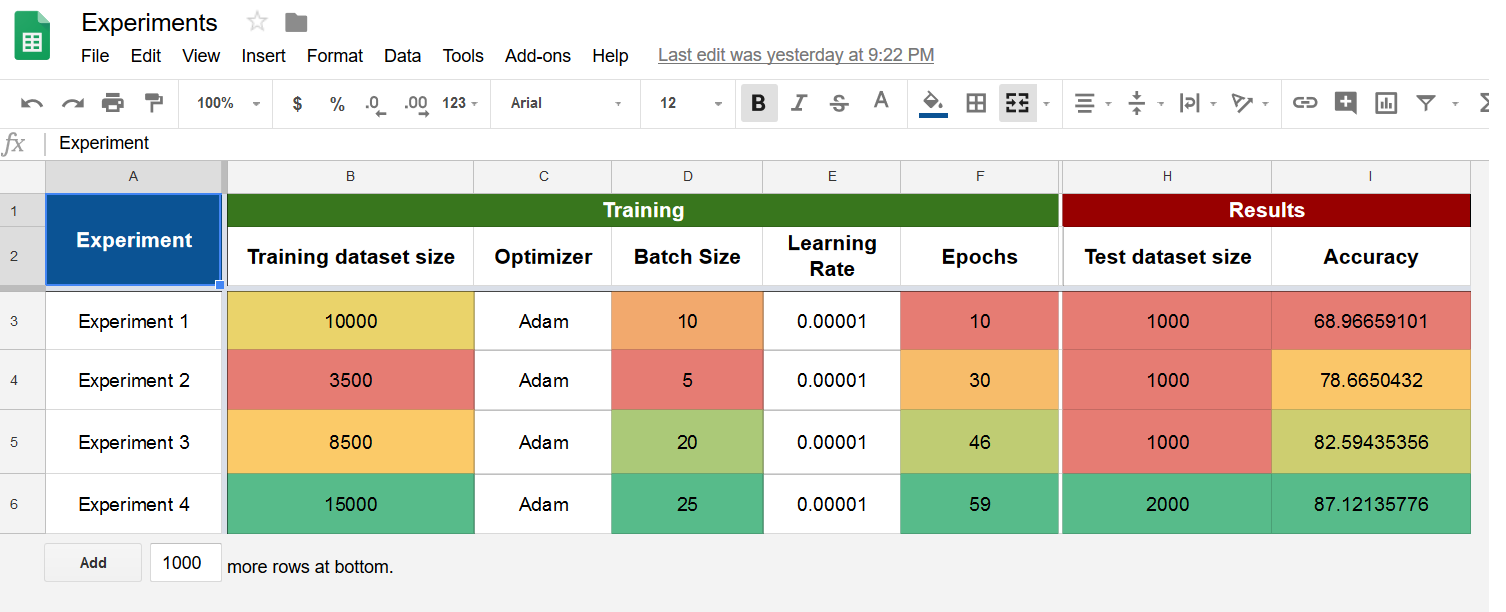 Experiments
File Edit View Insert Format Data Tools Add-ons Help Last edit was yesterday at 9:22 PM
100% $ % .0 .00 123 Arial 12 B I S A Σ
fx Experiment
A B C D E F H I
1 Experiment Training Results
2 Training dataset size Optimizer Batch Size Learning Rate Epochs Test dataset size Accuracy
3 Experiment 1 10000 Adam 10 0.00001 10 1000 68.96659101
4 Experiment 2 3500 Adam 5 0.00001 30 1000 78.6650432
5 Experiment 3 8500 Adam 20 0.00001 46 1000 82.59435356
6 Experiment 4 15000 Adam 25 0.00001 59 2000 87.12135776
Add 1000 more rows at bottom.